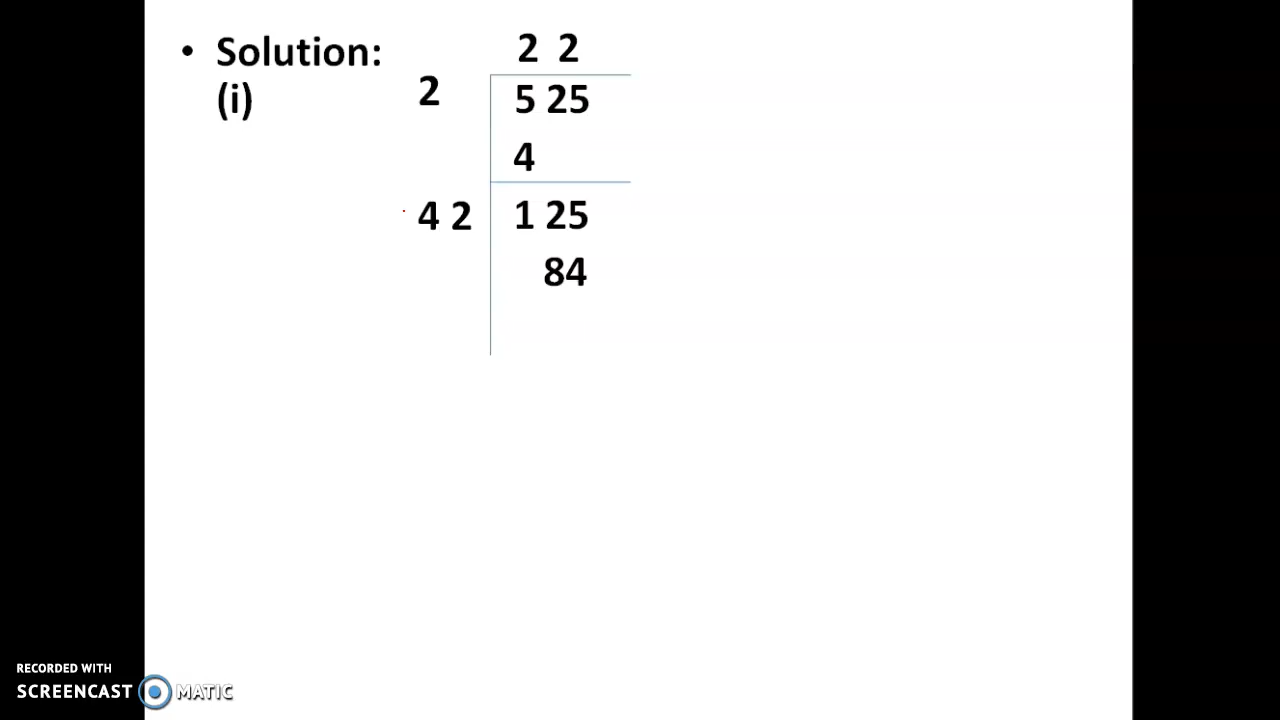 • Solution:
(i)
2 2
2 5 25
4
4 2 1 25
84
RECORDED WITH
SCREENCAST MATIC